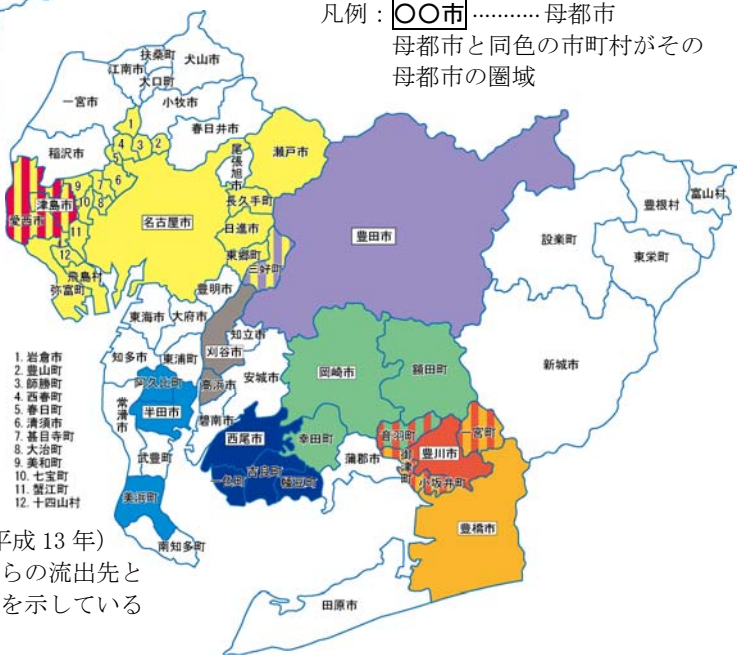 凡例：〇〇市 ……… 母都市
母都市と同色の市町村がその
母都市の圏域
扶桑町
犬山市
江南市
大口町
一宮市
小牧市
1
春日井市
4
3
2
稲沢市
5
尾張旭市
瀬戸市
9
7
6
津島市
10
8
長久手町
愛西市
名古屋市
11
日進市
豊田市
12
東郷町
三好町
飛島村
弥富町
豊明市
東海市
大府市
知立市
知多市
東浦町
刈谷市
安城市
岡崎市
額田町
阿久比町
高浜市
常滑市
半田市
碧南市
西尾市
幸田町
音羽町
一宮町
御津町
豊川市
武豊町
吉良町
蒲郡市
小坂井町
一色町
幡豆町
美浜町
豊橋市
南知多町
田原市
設楽町
豊根村
富山村
東栄町
新城市
1. 岩倉市
2. 豊山町
3. 師勝町
4. 西春町
5. 春日町
6. 清須市
7. 甚目寺町
8. 大治町
9. 美和町
10. 七宝町
11. 蟹江町
12. 十四山村
平成 13 年）
らの流出先と
を示している